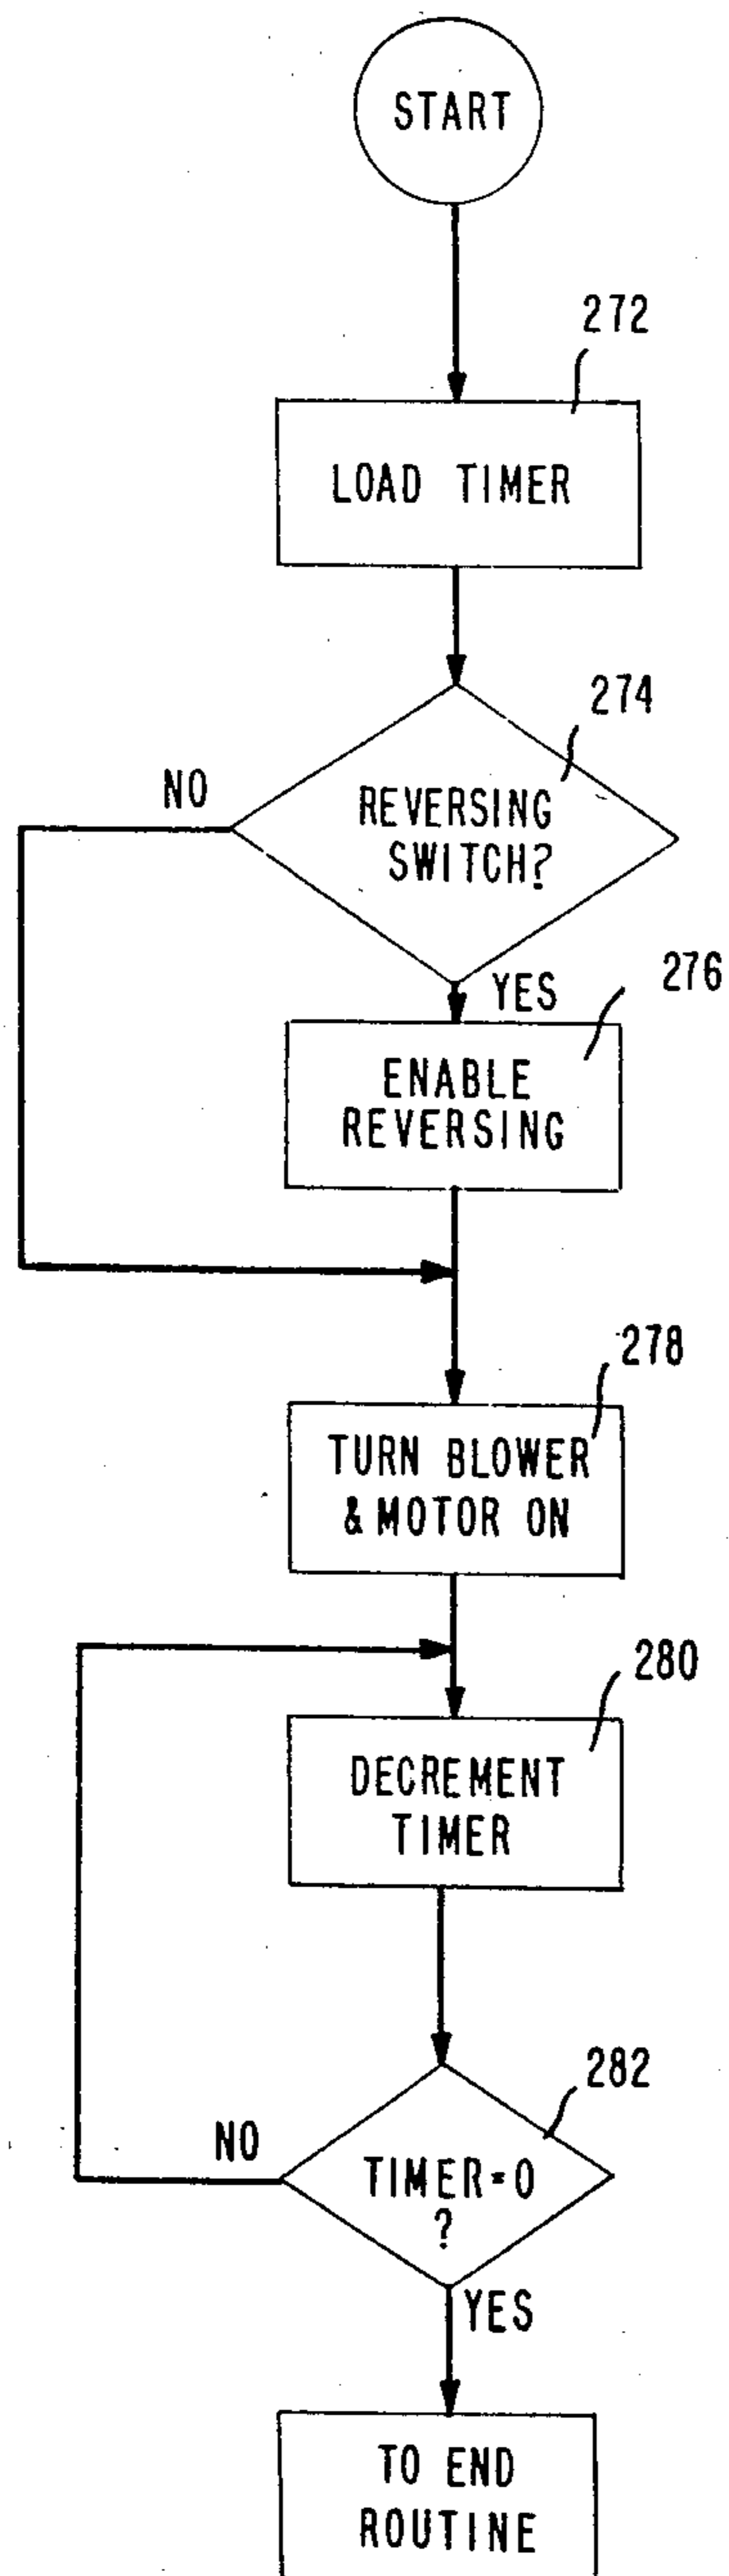 START
272
LOAD TIMER
274
NO
REVERSING
SWITCH?
YES
276
ENABLE
REVERSING
278
TURN BLOWER
& MOTOR ON
280
DECREMENT
TIMER
282
NO
TIMER=0
?
YES
TO END
ROUTINE